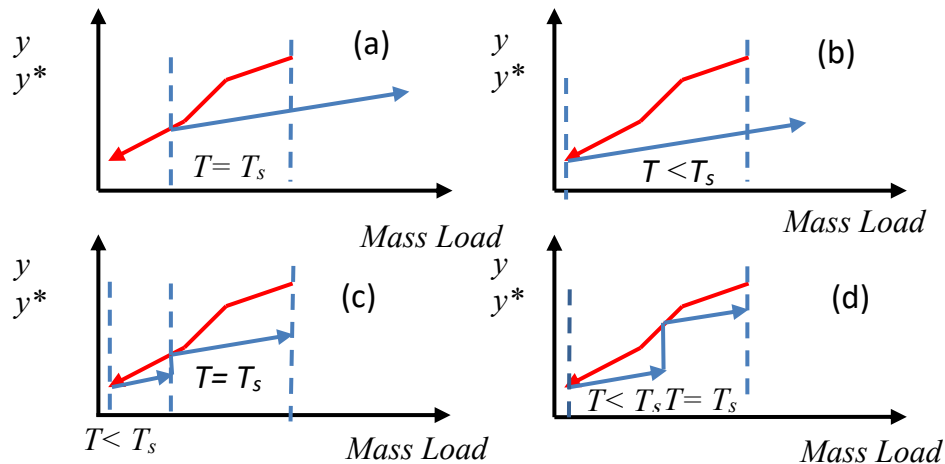 y
y*
(a)
T= Ts
Mass Load
y
y*
(b)
T <Ts
Mass Load
y
y*
(c)
T= Ts
T< Ts
Mass Load
y
y*
(d)
T< Ts T= Ts
Mass Load